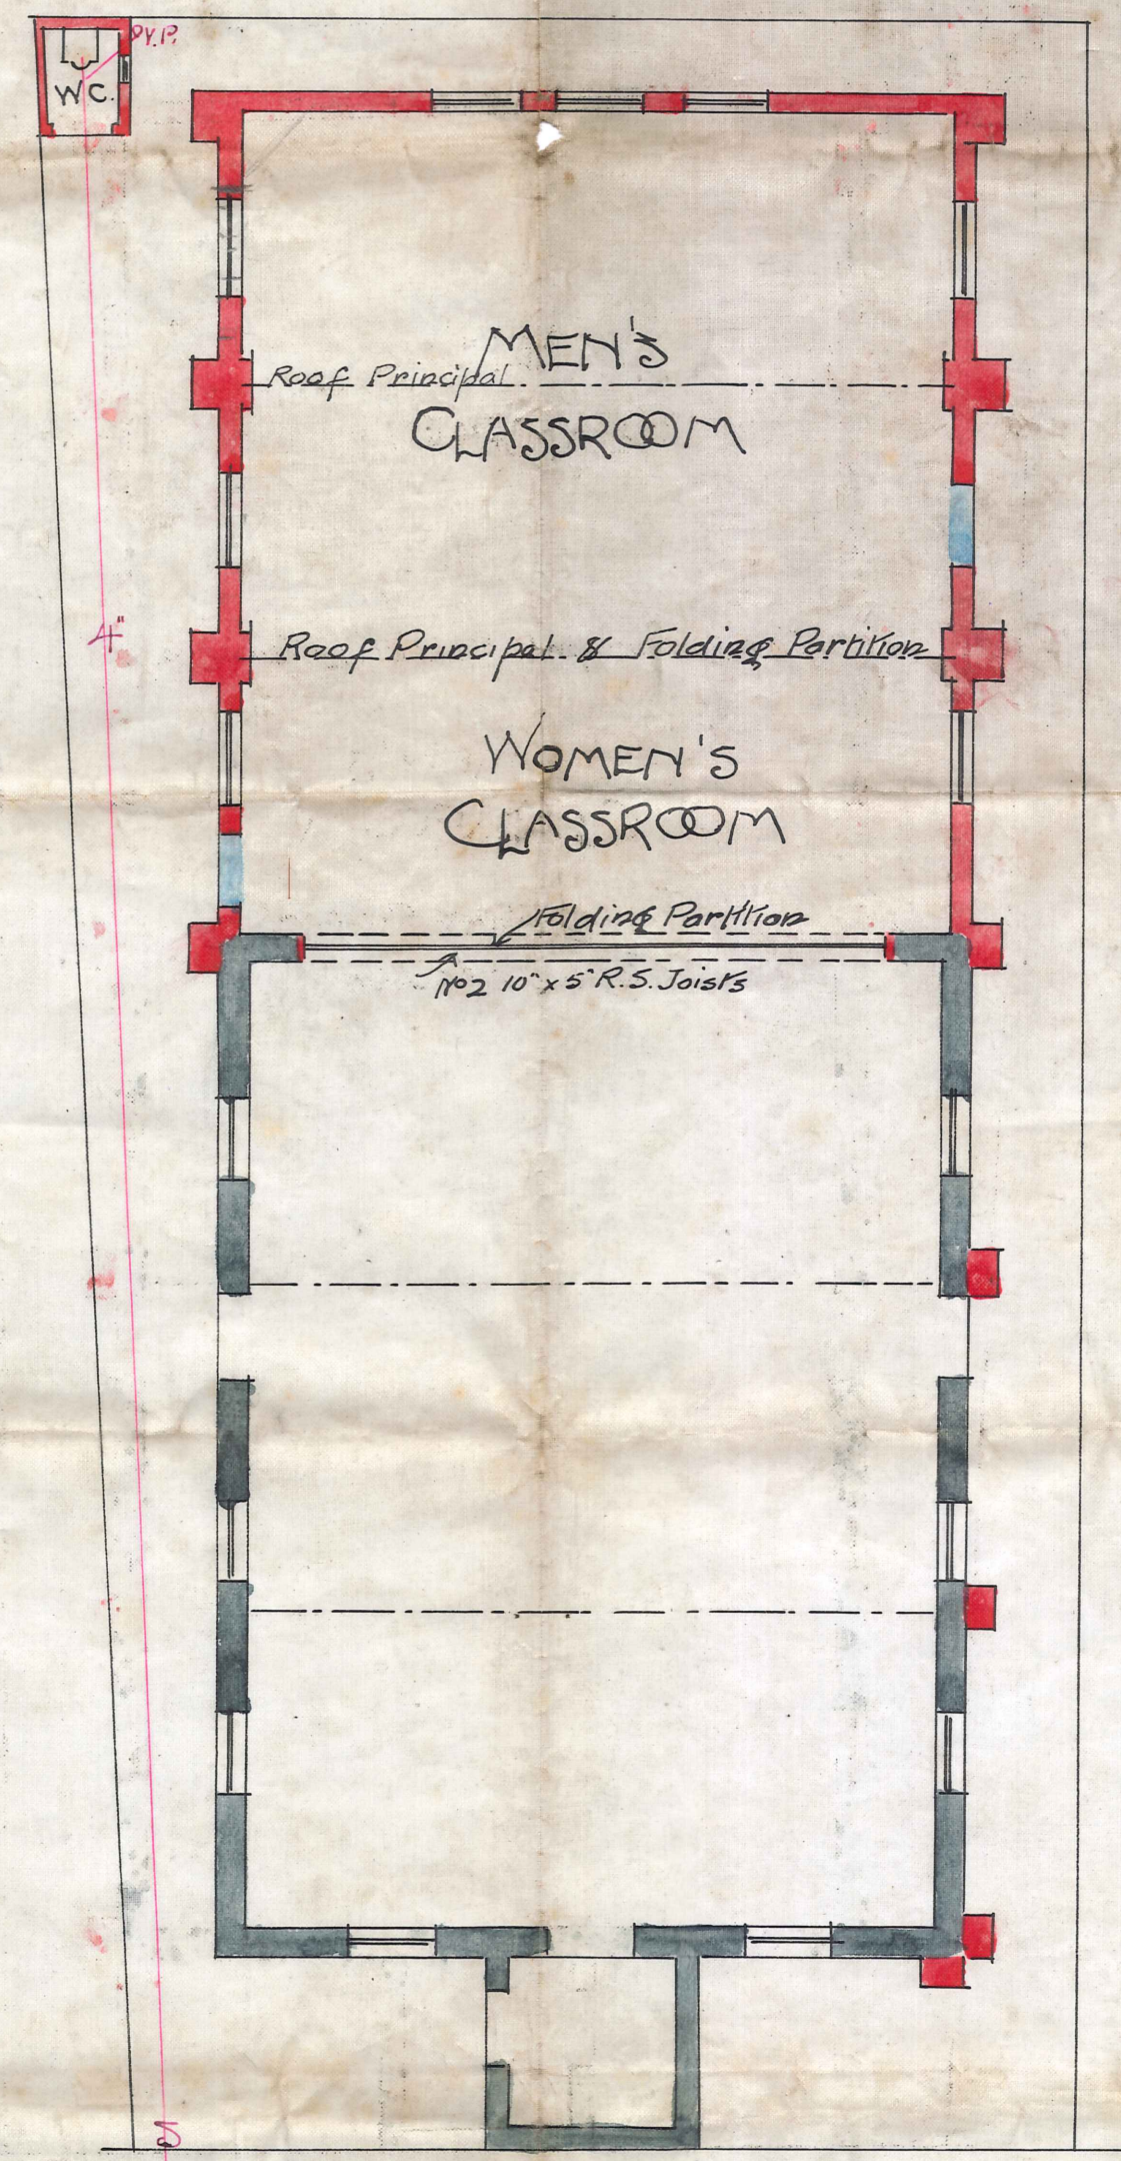 V.P.
W.C.
MEN'S
Roof Principal
CLASSROOM
4"
Roof Principal & Folding Partition
WOMEN'S
CLASSROOM
Folding Partition
No2 10" x 5" R.S. Joists